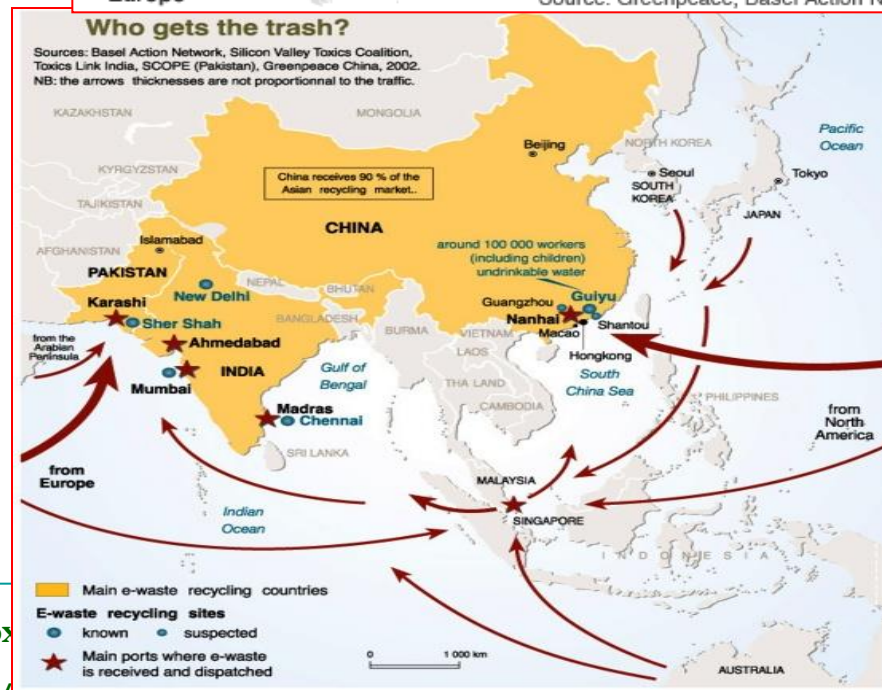 Europe
Source: Greenpeace, Basel Action N
Who gets the trash?
Sources: Basel Action Network, Silicon Valley Toxics Coalition,
Toxics Link India, SCOPE (Pakistan), Greenpeace China, 2002.
NB: the arrows thicknesses are not proportionnal to the traffic.
KAZAKHSTAN
MONGOLIA
Pacific
Ocean
Beijing
NORTH KOREA
KYRGYZSTAN
China receives 90 % of the
Asian recycling market..
Seoul
SOUTH
KOREA
Tokyo
JAPAN
TAJIKISTAN
CHINA
AFGHANISTAN
Islamabad
around 100 000 workers
(including children)
undrinkable water
PAKISTAN
NEPAL
BHUTAN
New Delhi
Karashi
Guangzhou
Guiyu
Sher Shah
BANGLADESH
Nanhai
Shantou
Macao
from the
Arabian
Peninsula
Ahmedabad
BURMA
VIETNAM
LAOS
Hongkong
INDIA
Gulf of
Bengal
South
China Sea
Mumbai
THA LAND
PHILIPPINES
Madras
Chennai
CAMBODIA
from
North
America
SRI LANKA
from
Europe
MALAYSIA
Indian
Ocean
SINGAPORE
INDONESIA
Main e-waste recycling countries
E-waste recycling sites
known
suspected
Main ports where e-waste
is received and dispatched
0
1 000 km
AUSTRALIA